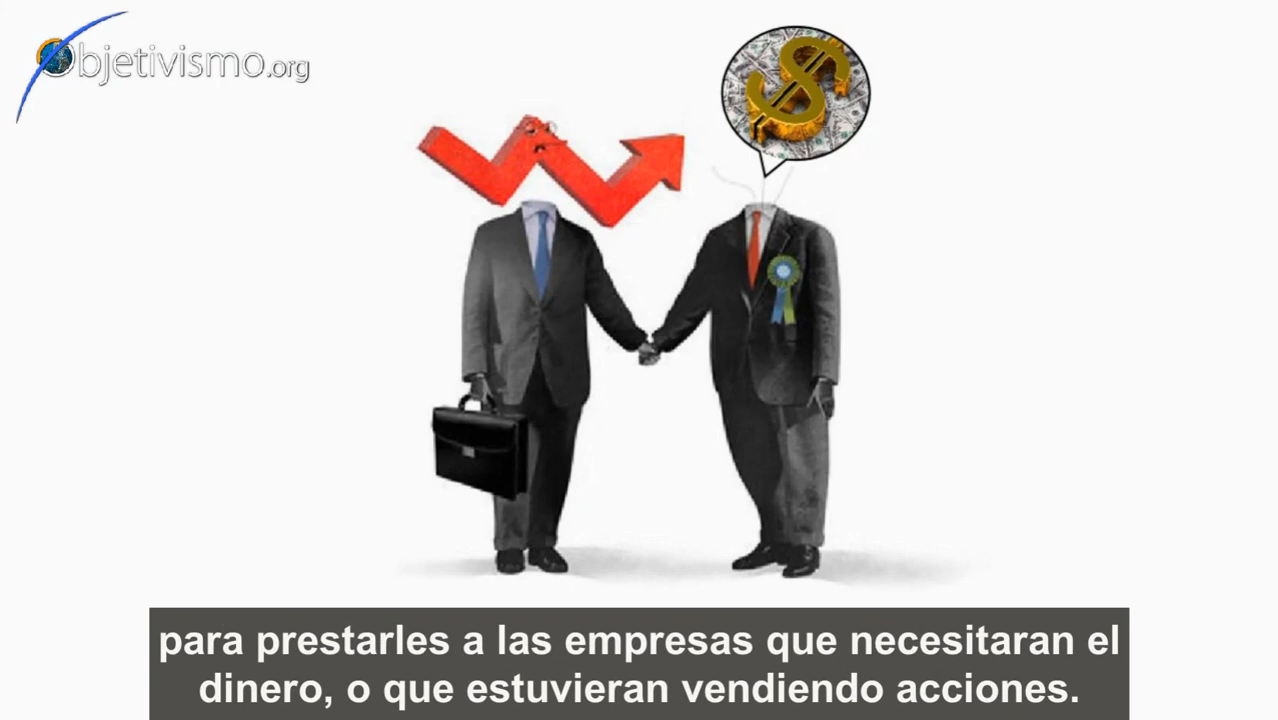 Objetivismo.org
para prestarles a las empresas que necesitaran el
dinero, o que estuvieran vendiendo acciones.